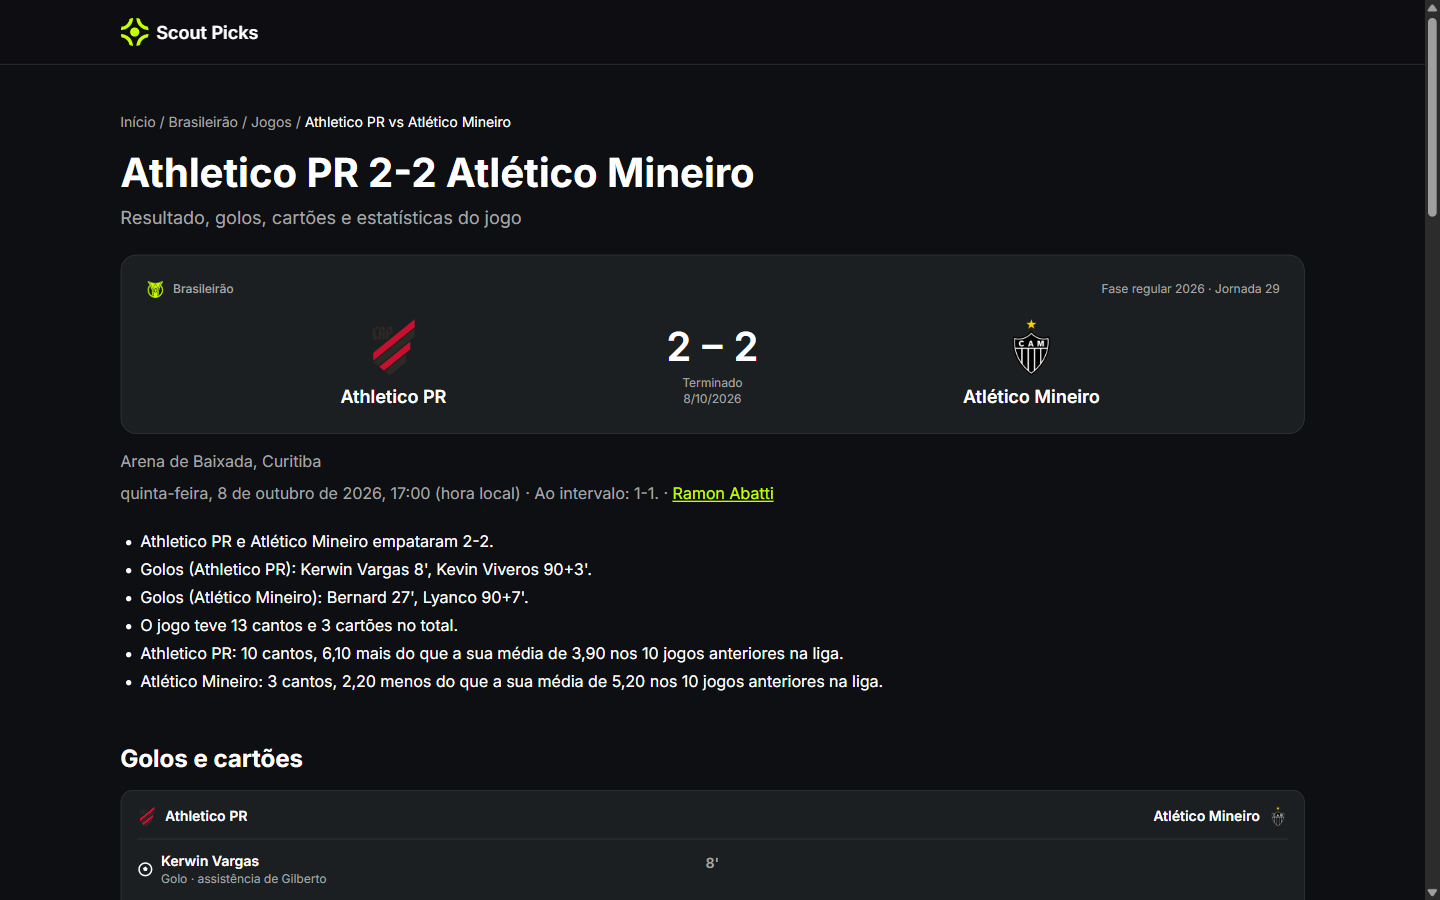 Scout Picks
Início / Brasileirão / Jogos / Athletico PR vs Atlético Mineiro
Athletico PR 2-2 Atlético Mineiro
Resultado, golos, cartões e estatísticas do jogo
Brasileirão
Fase regular 2026 · Jornada 29
CAP
CAM
2 – 2
Terminado
8/10/2026
Athletico PR
Atlético Mineiro
Arena de Baixada, Curitiba
quinta-feira, 8 de outubro de 2026, 17:00 (hora local) · Ao intervalo: 1-1. · Ramon Abatti
• Athletico PR e Atlético Mineiro empataram 2-2.
• Golos (Athletico PR): Kerwin Vargas 8', Kevin Viveros 90+3'.
• Golos (Atlético Mineiro): Bernard 27', Lyanco 90+7'.
• O jogo teve 13 cantos e 3 cartões no total.
• Athletico PR: 10 cantos, 6,10 mais do que a sua média de 3,90 nos 10 jogos anteriores na liga.
• Atlético Mineiro: 3 cantos, 2,20 menos do que a sua média de 5,20 nos 10 jogos anteriores na liga.
Golos e cartões
Athletico PR
Atlético Mineiro
Kerwin Vargas
8'
Golo · assistência de Gilberto